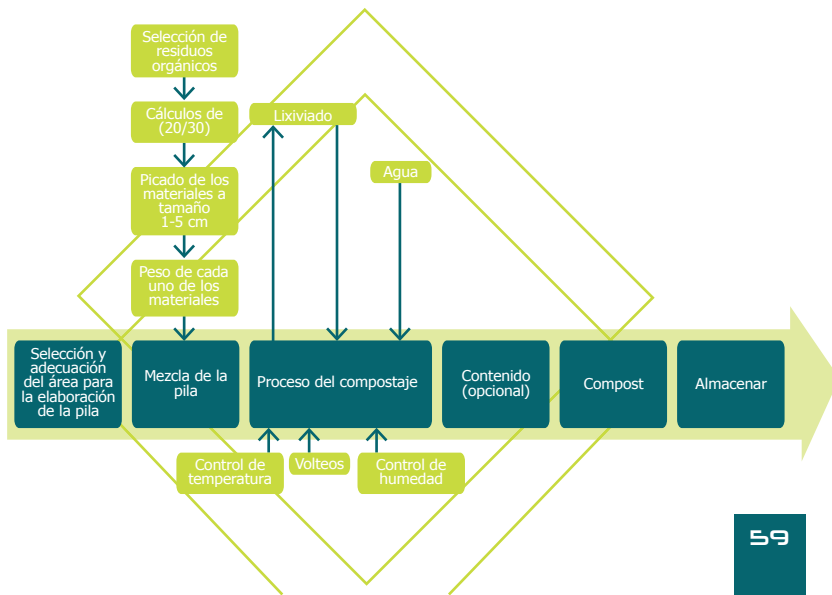 Selección de
residuos
orgánicos
Cálculos de
(20/30)
Lixiviado
Picado de los
materiales a
tamaño
1-5 cm
Agua
Peso de cada
uno de los
materiales
Selección y
adecuación
del área para
la elaboración
de la pila
Mezcla de la
pila
Proceso del compostaje
Contenido
(opcional)
Compost
Almacenar
Control de
temperatura
Volteos
Control de
humedad
59